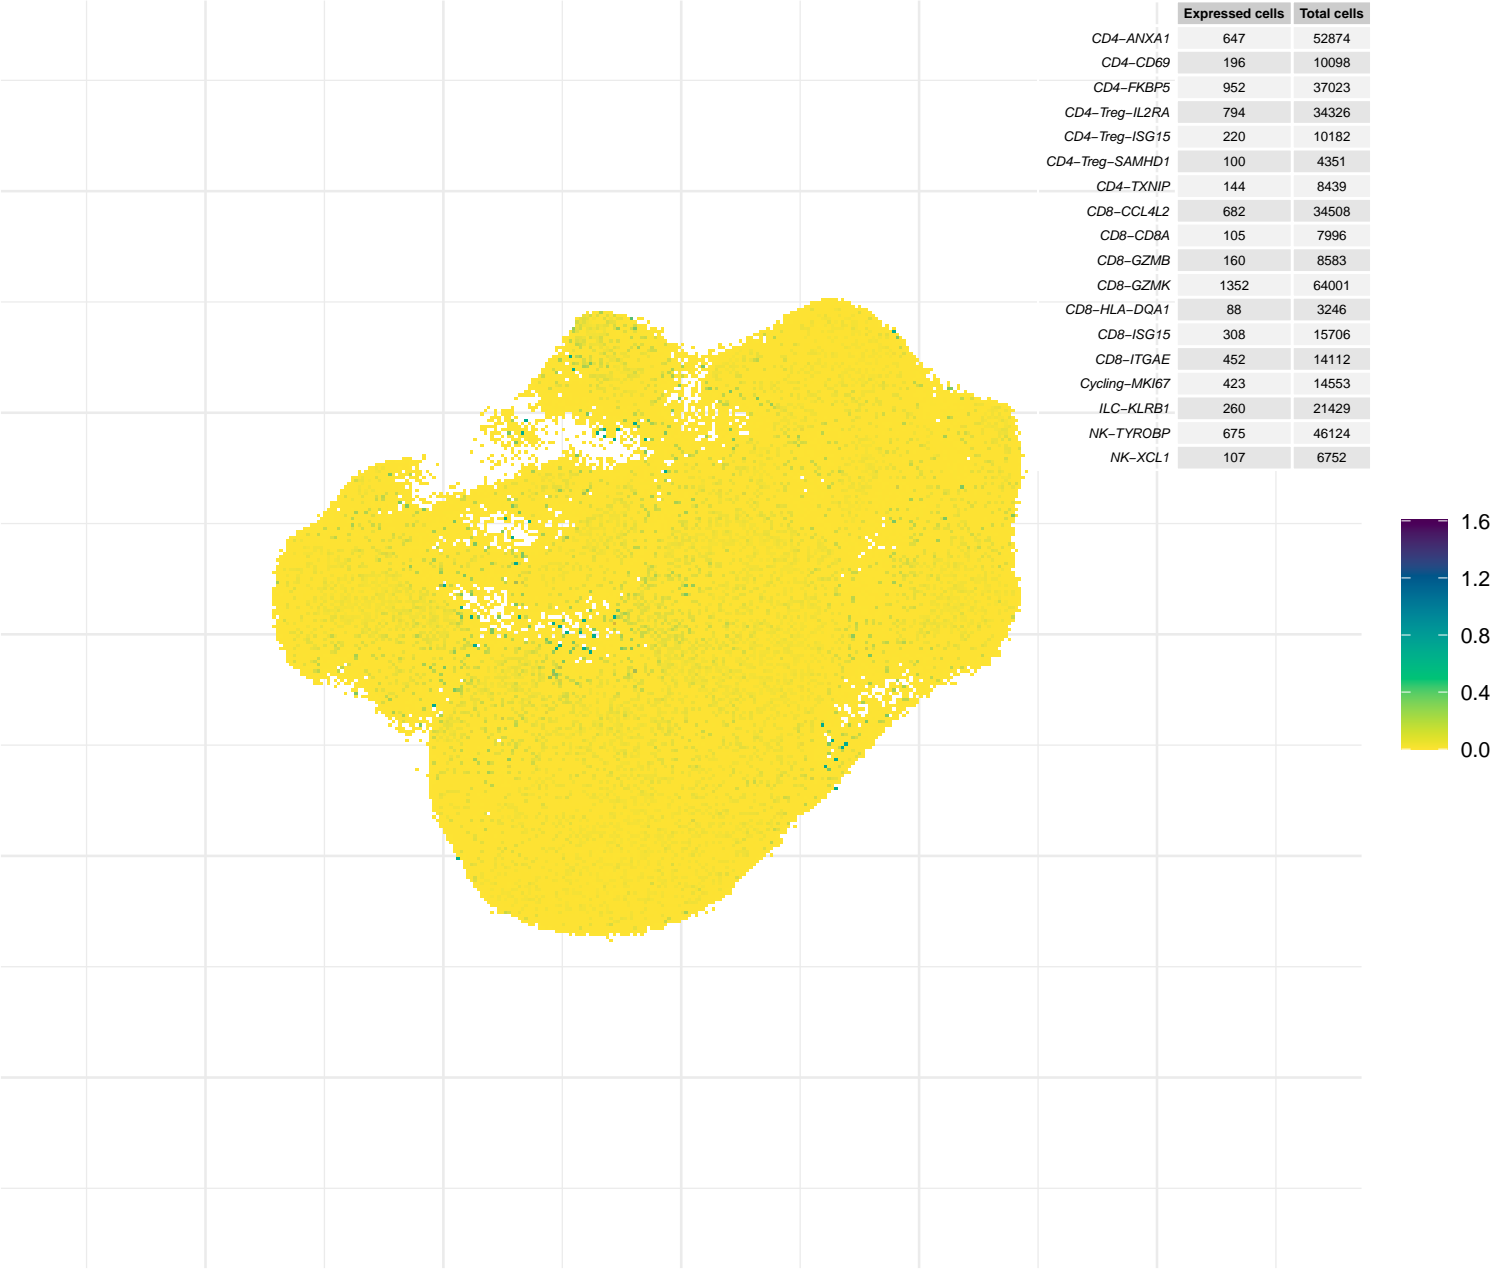 Expressed cells Total cells
CD4−ANXA1 647 52874
CD4−CD69 196 10098
CD4−FKBP5 952 37023
CD4−Treg−IL2RA 794 34326
CD4−Treg−ISG15 220 10182
CD4−Treg−SAMHD1 100 4351
CD4−TXNIP 144 8439
CD8−CCL4L2 682 34508
CD8−CD8A 105 7996
CD8−GZMB 160 8583
CD8−GZMK 1352 64001
CD8−HLA−DQA1 88 3246
CD8−ISG15 308 15706
CD8−ITGAE 452 14112
Cycling−MKI67 423 14553
ILC−KLRB1 260 21429
NK−TYROBP 675 46124
NK−XCL1 107 6752
1.6
1.2
0.8
0.4
0.0